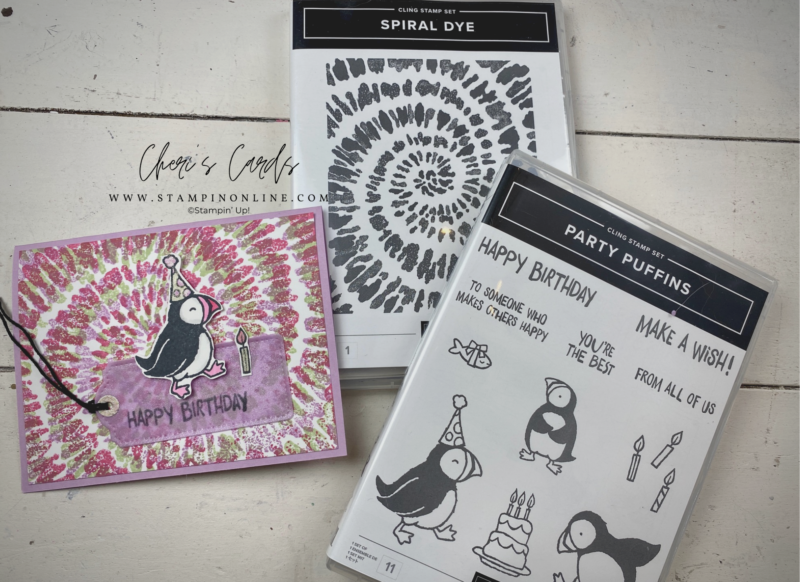 CLING STAMP SET
SPIRAL DYE
Cheri's Cards
WWW.STAMPINONLINE.COM
©Stampin' Up!
1
CLING STAMP SET
PARTY PUFFINS
HAPPY BIRTHDAY
TO SOMEONE WHO
MAKES OTHERS HAPPY
YOU'RE
THE BEST
MAKE A WISH!
FROM ALL OF US
HAPPY BIRTHDAY
11